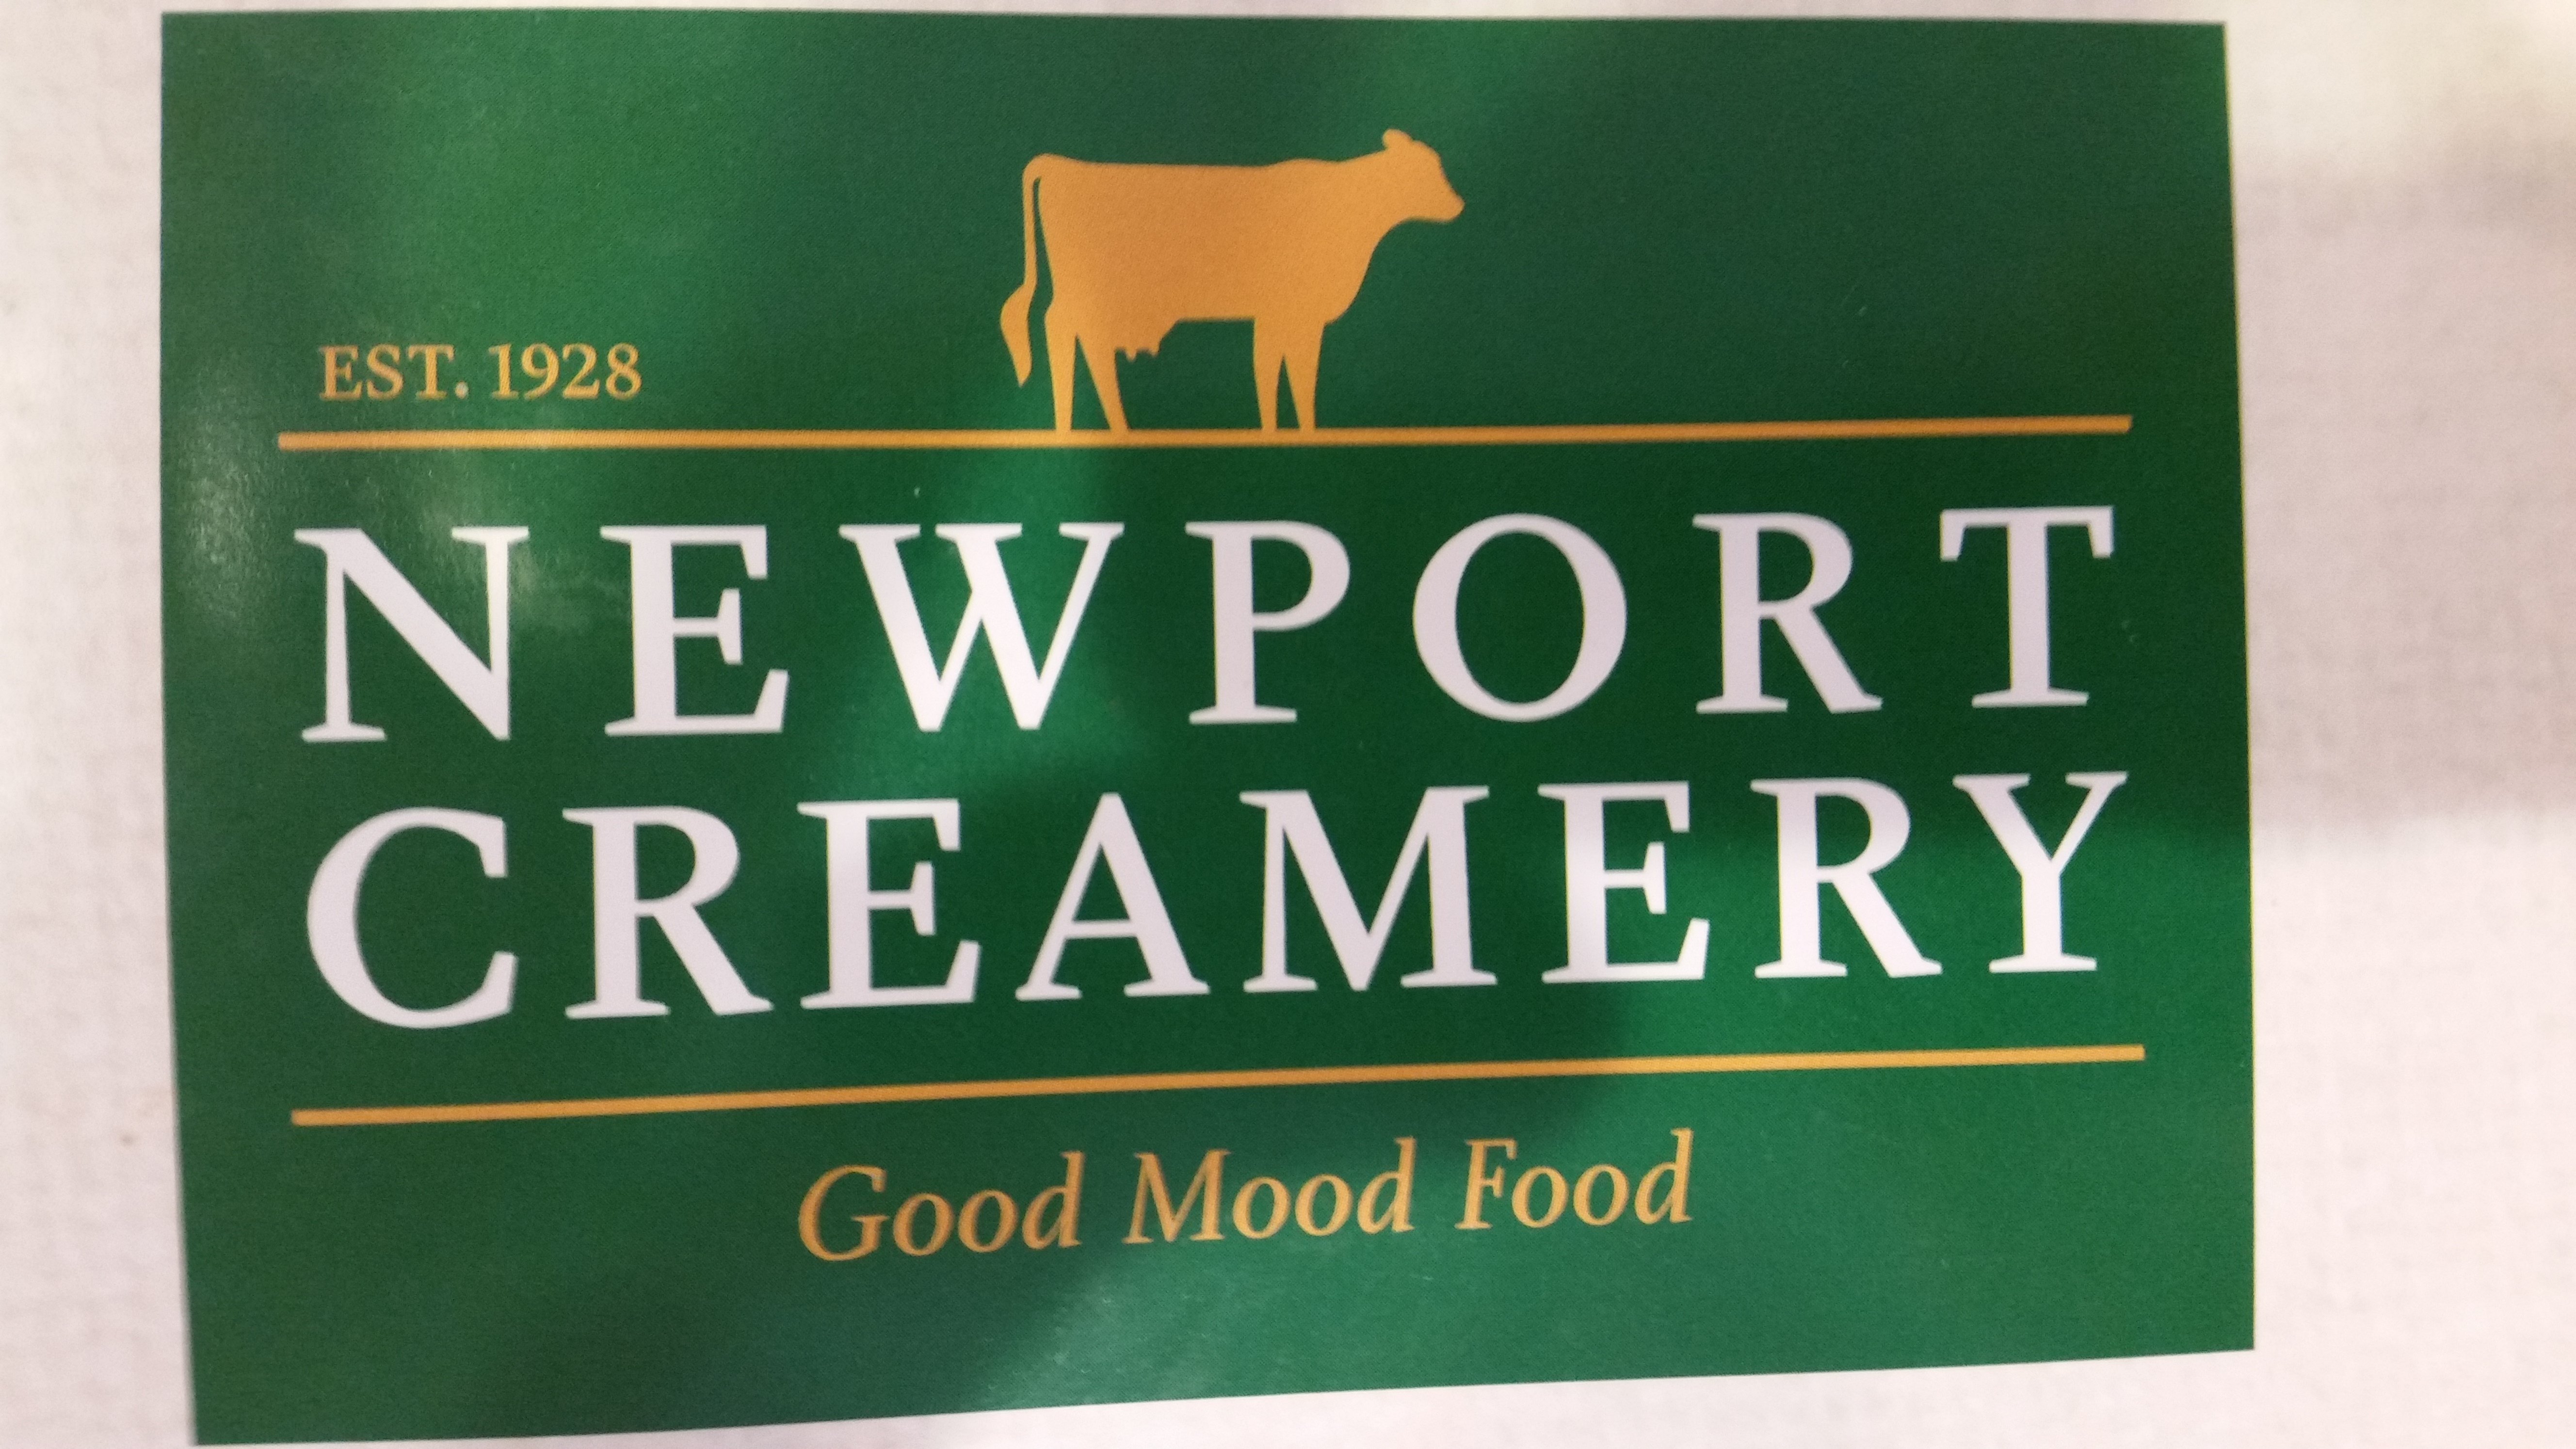 EST. 1928
NEWPORT
CREAMERY
Good Mood Food